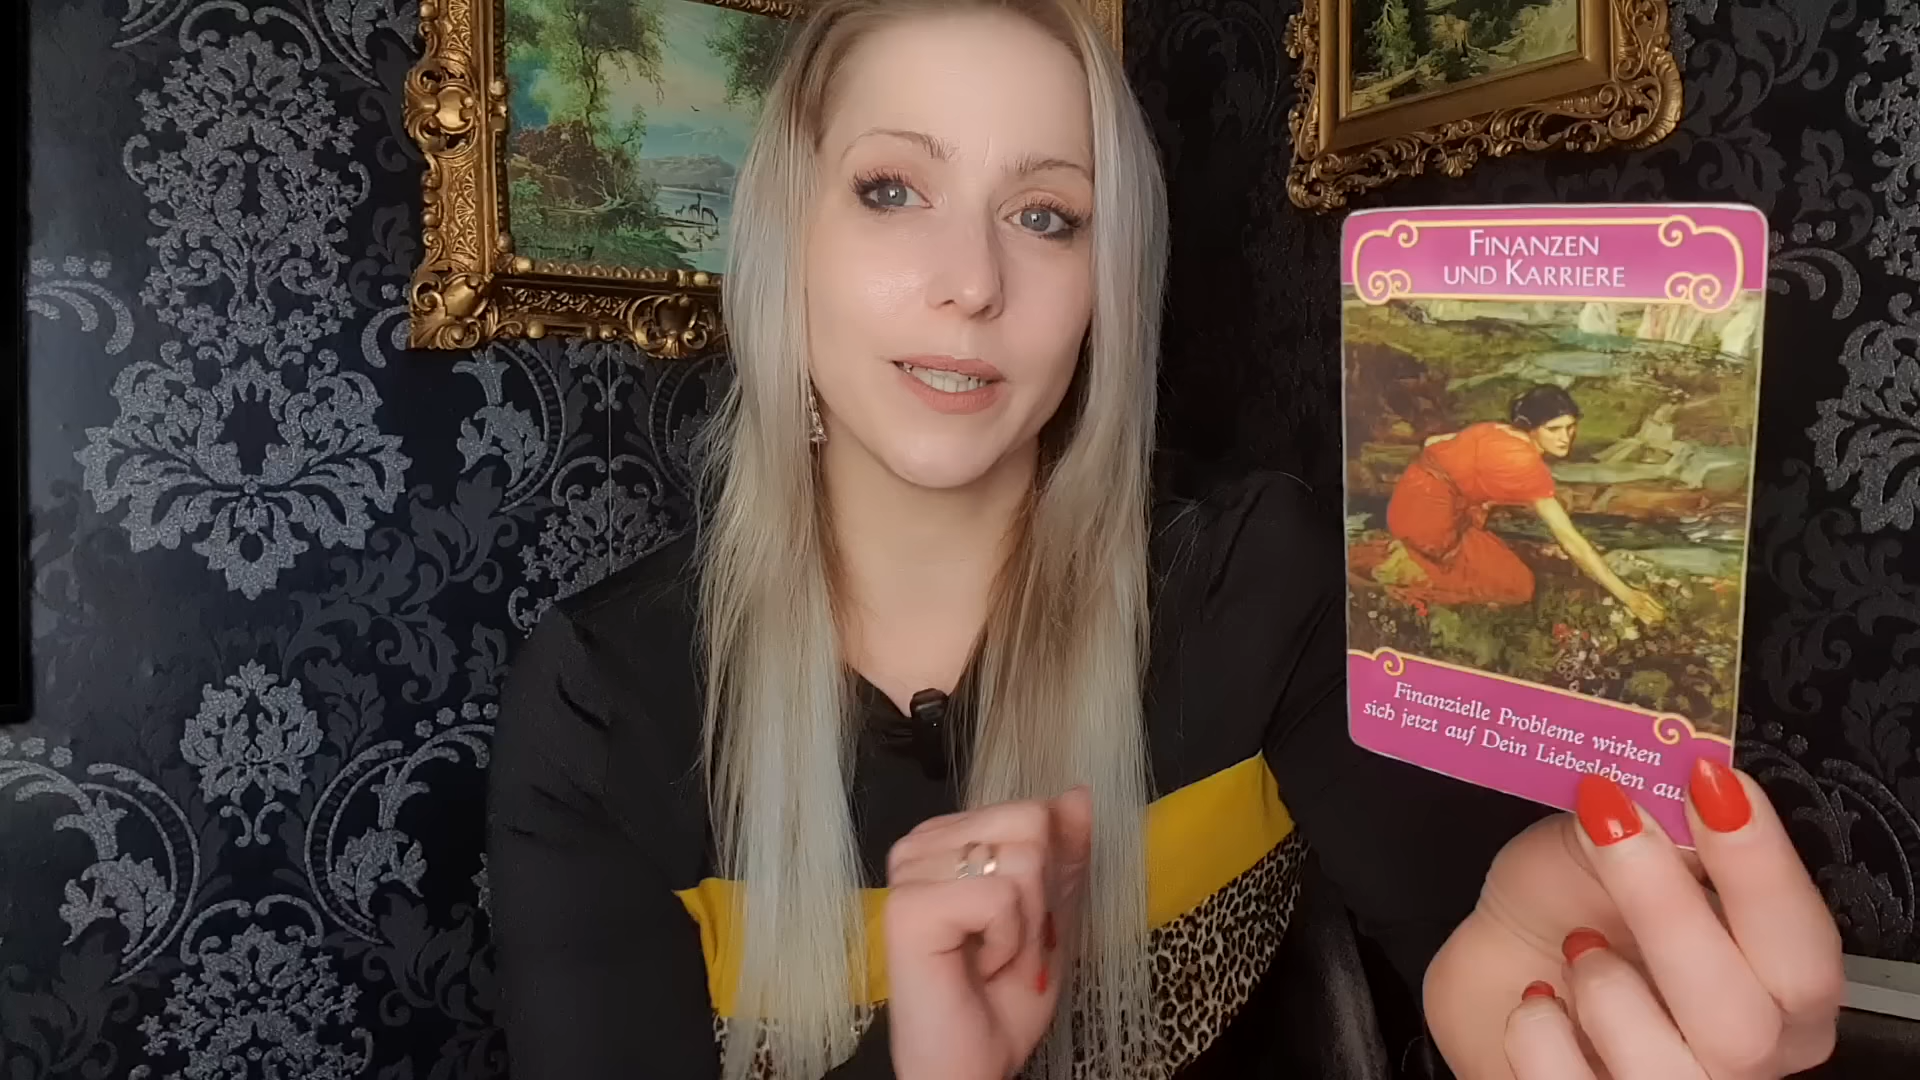 FINANZEN
UND KARRIERE
Finanzielle Probleme wirken
sich jetzt auf Dein Liebesleben